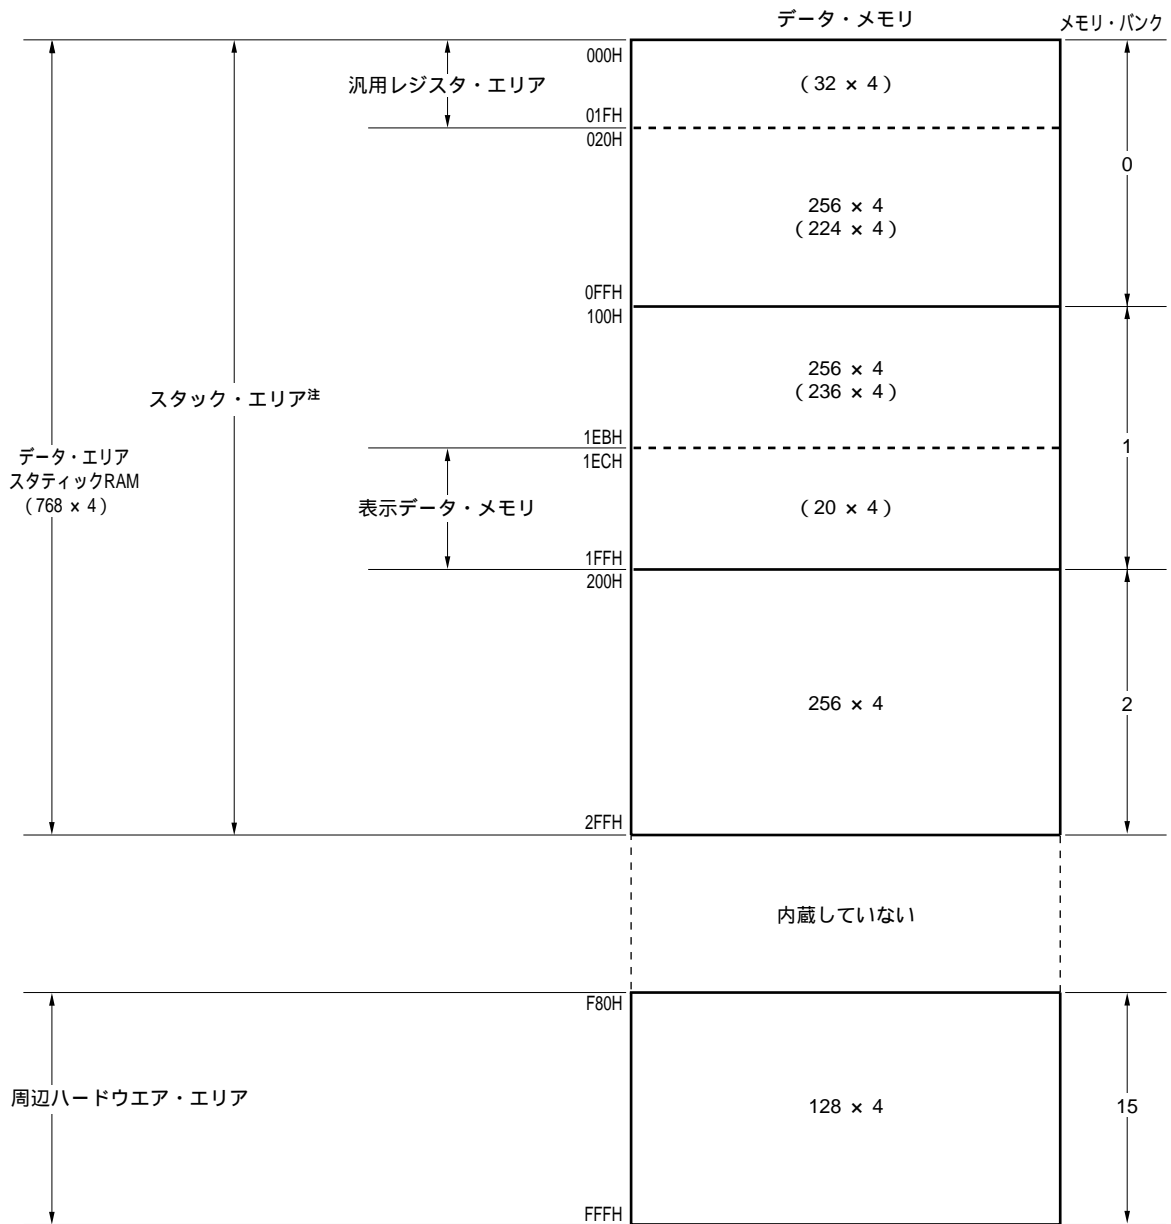 データ・メモリ
メモリ・バンク
000H
汎用レジスタ・エリア
(32 × 4)
01FH
020H
0
256 × 4
(224 × 4)
0FFH
100H
256 × 4
(236 × 4)
スタック・エリア注
1EBH
1ECH
1
データ・エリア
スタティックRAM
(768 × 4)
表示データ・メモリ
(20 × 4)
1FFH
200H
256 × 4
2
2FFH
内蔵していない
F80H
周辺ハードウエア・エリア
128 × 4
15
FFFH